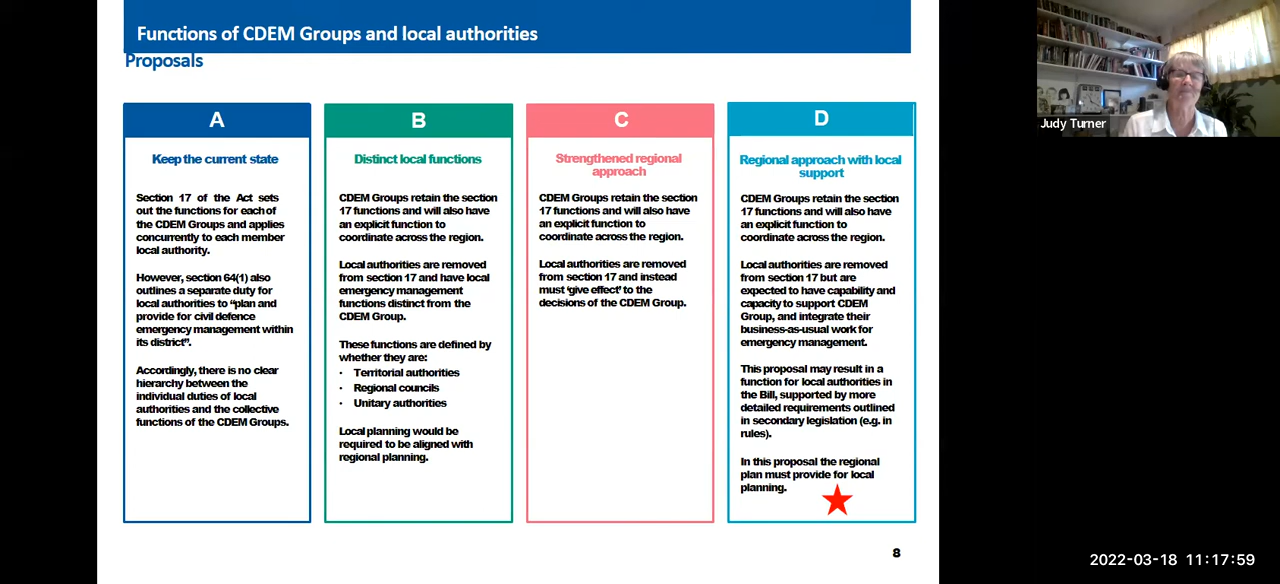 Functions of CDEM Groups and local authorities
Proposals
A
Keep the current state
Section 17 of the Act sets
out the functions for each of
the CDEM Groups and applies
concurrently to each member
local authority.
However, section 64(1) also
outlines a separate duty for
local authorities to “plan and
provide for civil defence
emergency management within
its district”.
Accordingly, there is no clear
hierarchy between the
individual duties of local
authorities and the collective
functions of the CDEM Groups.
B
Distinct local functions
CDEM Groups retain the section
17 functions and will also have
an explicit function to
coordinate across the region.
Local authorities are removed
from section 17 and have local
emergency management
functions distinct from the
CDEM Group.
These functions are defined by
whether they are:
· Territorial authorities
· Regional councils
· Unitary authorities
Local planning would be
required to be aligned with
regional planning.
C
Strengthened regional
approach
CDEM Groups retain the section
17 functions and will also have
an explicit function to
coordinate across the region.
Local authorities are removed
from section 17 and instead
must ‘give effect’ to the
decisions of the CDEM Group.
D
Regional approach with local
support
CDEM Groups retain the section
17 functions and will also have
an explicit function to
coordinate across the region.
Local authorities are removed
from section 17 but are
expected to have capability and
capacity to support CDEM
Group, and integrate their
business-as-usual work for
emergency management.
This proposal may result in a
function for local authorities in
the Bill, supported by more
detailed requirements outlined
in secondary legislation (e.g. in
rules).
In this proposal the regional
plan must provide for local
planning.
8
Judy Turner
2022-03-18 11:17:59